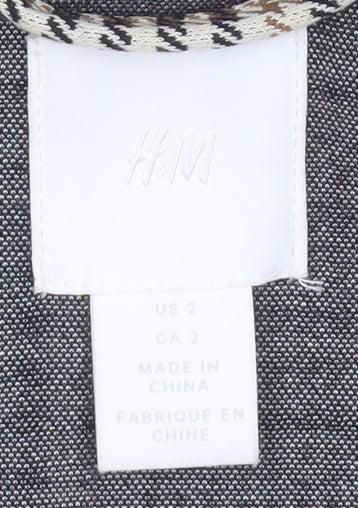 H&M
US 2
CA 2
MADE IN
CHINA
FABRIQUÉ EN
CHINE